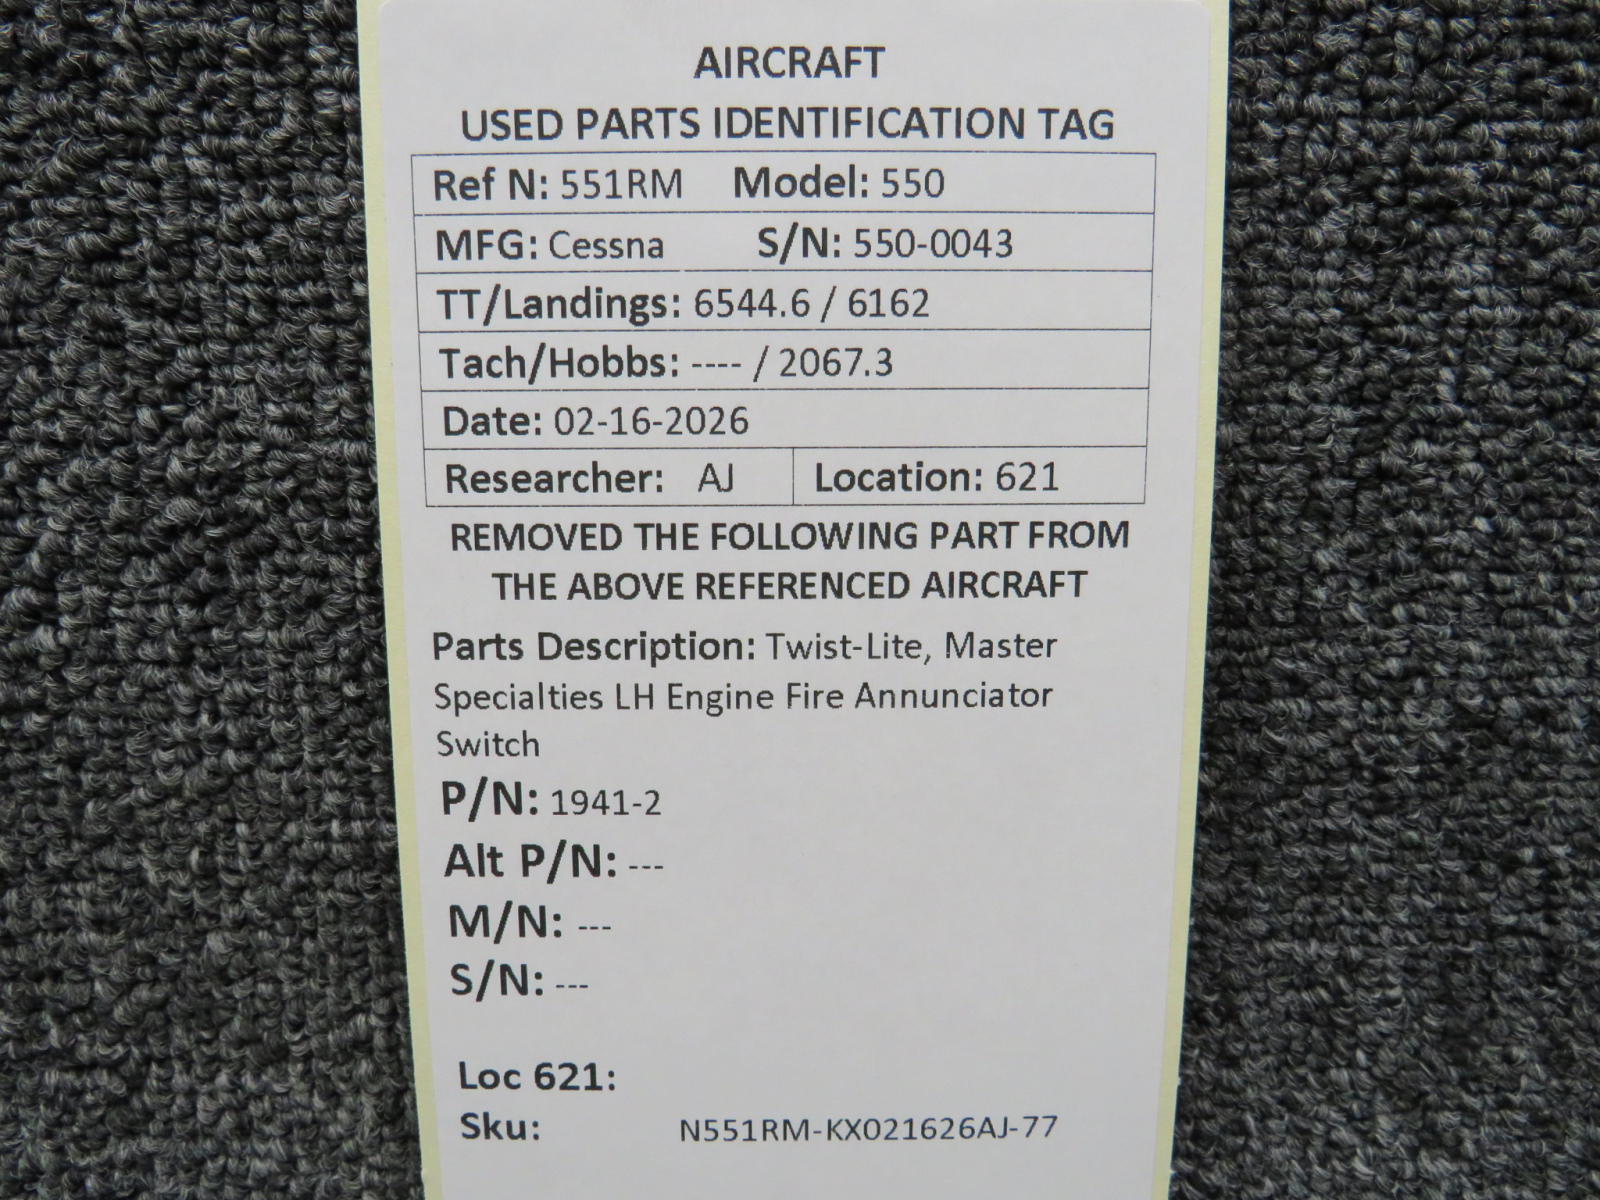 AIRCRAFT
USED PARTS IDENTIFICATION TAG
Ref N: 551RM Model: 550
MFG: Cessna S/N: 550-0043
TT/Landings: 6544.6 / 6162
Tach/Hobbs: ---- / 2067.3
Date: 02-16-2026
Researcher: AJ Location: 621
REMOVED THE FOLLOWING PART FROM
THE ABOVE REFERENCED AIRCRAFT
Parts Description: Twist-Lite, Master
Specialties LH Engine Fire Annunciator
Switch
P/N: 1941-2
Alt P/N: ---
M/N: ---
S/N: ---
Loc 621:
Sku: N551RM-KX021626AJ-77